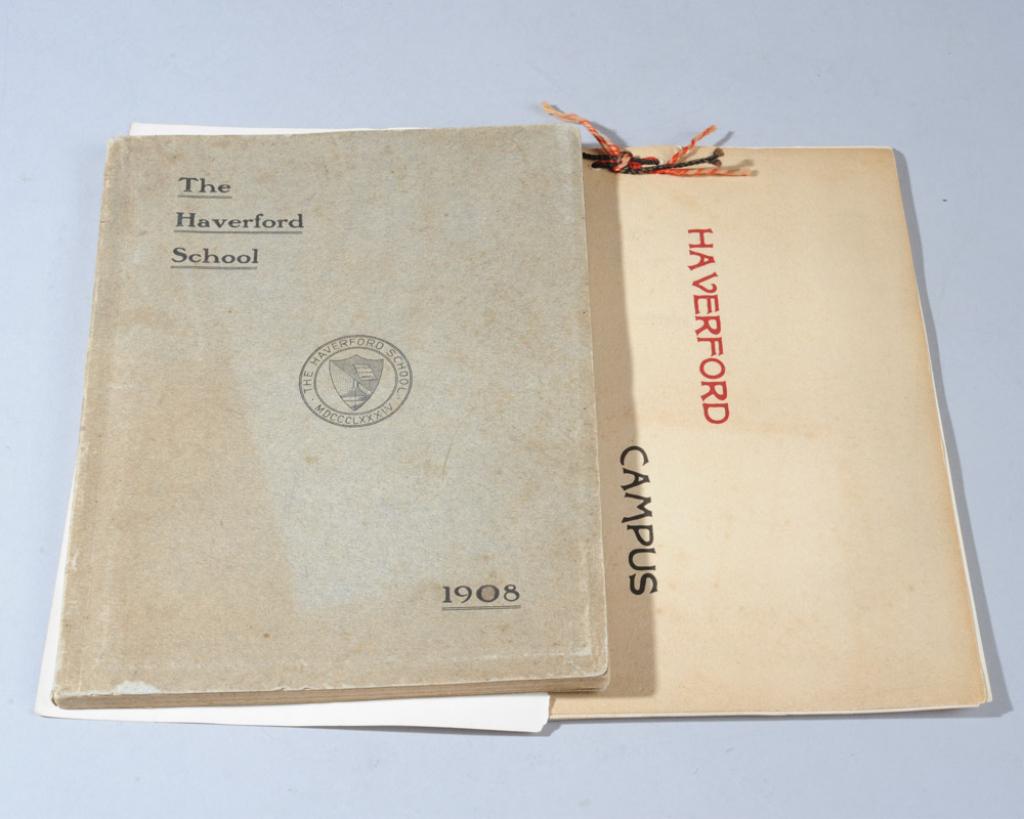 The
Haverford
School
THE HAVERFORD SCHOOL
MDCCCLXXXIV
1908
HAVERFORD
CAMPUS